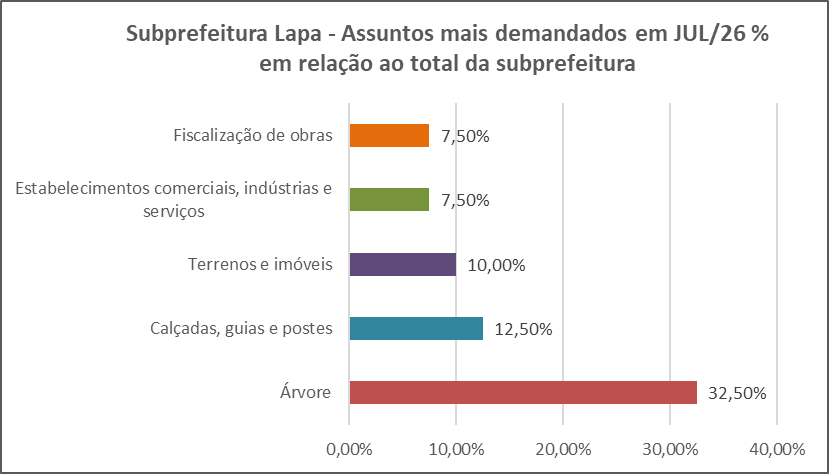 Subprefeitura Lapa - Assuntos mais demandados em JUL/26 %
em relação ao total da subprefeitura
Fiscalização de obras
7,50%
Estabelecimentos comerciais, indústrias e
serviços
7,50%
Terrenos e imóveis
10,00%
Calçadas, guias e postes
12,50%
Árvore
32,50%
0,00% 10,00% 20,00% 30,00% 40,00%